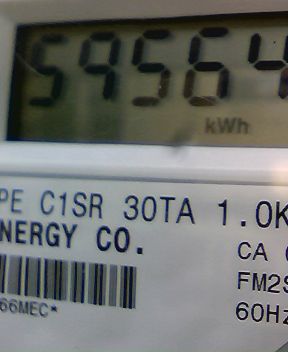 59564
kWh
PE C1SR 30TA 1.0K
NERGY CO.
CA
FM2S
66MEC*
60Hz